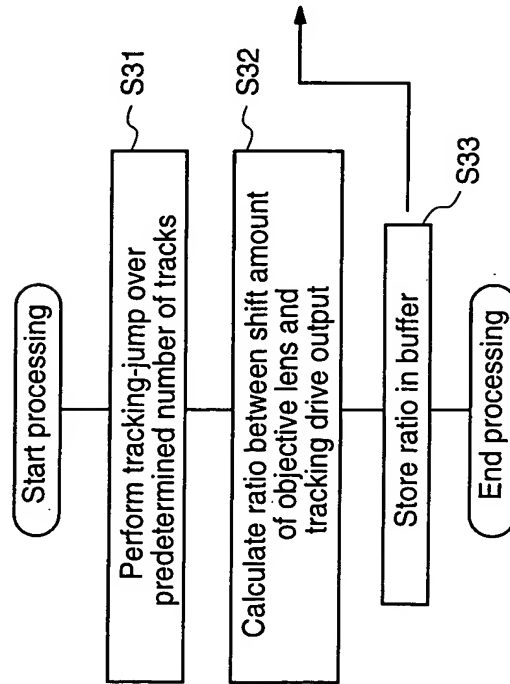 Start processing
S31
Perform tracking-jump over
predetermined number of tracks
S32
Calculate ratio between shift amount
of objective lens and
tracking drive output
S33
Store ratio in buffer
End processing